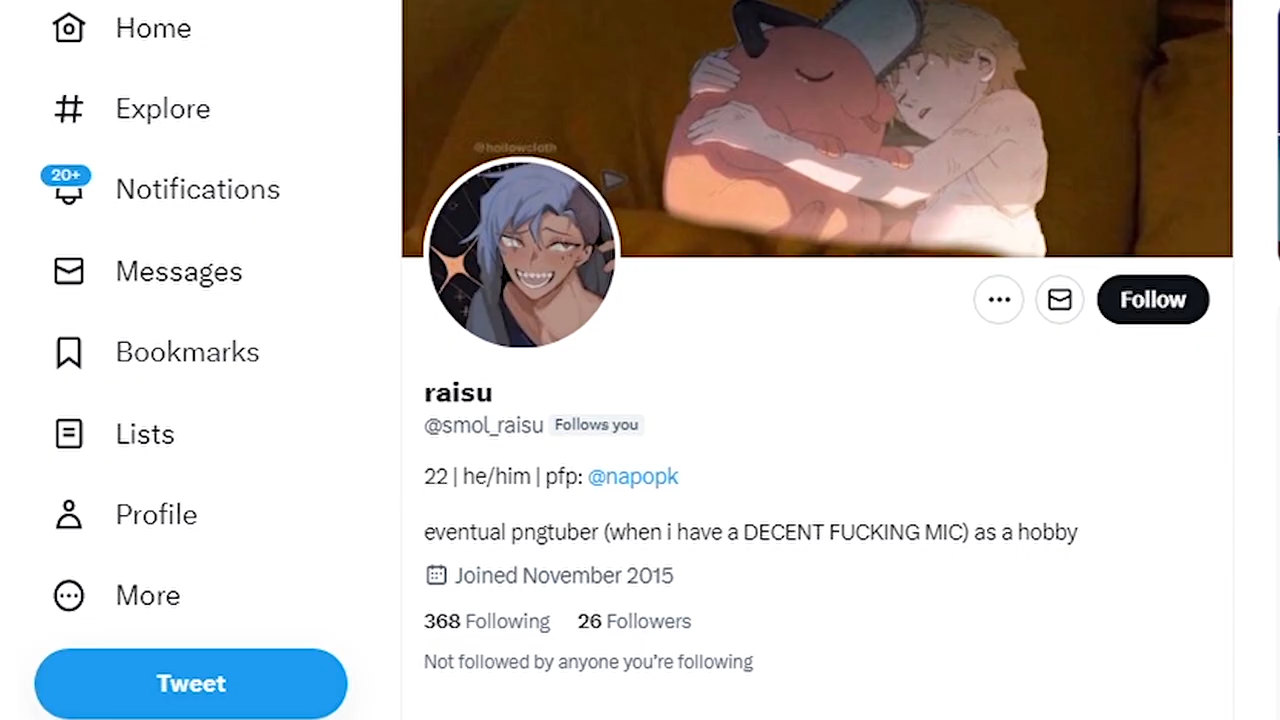 Home
Explore
20+
Notifications
Messages
Bookmarks
Lists
Profile
More
Tweet
@hollowcloth
Follow
raisu
@smol_raisu Follows you
22 | he/him | pfp: @napopk
eventual pngtuber (when i have a DECENT FUCKING MIC) as a hobby
Joined November 2015
368 Following 26 Followers
Not followed by anyone you’re following